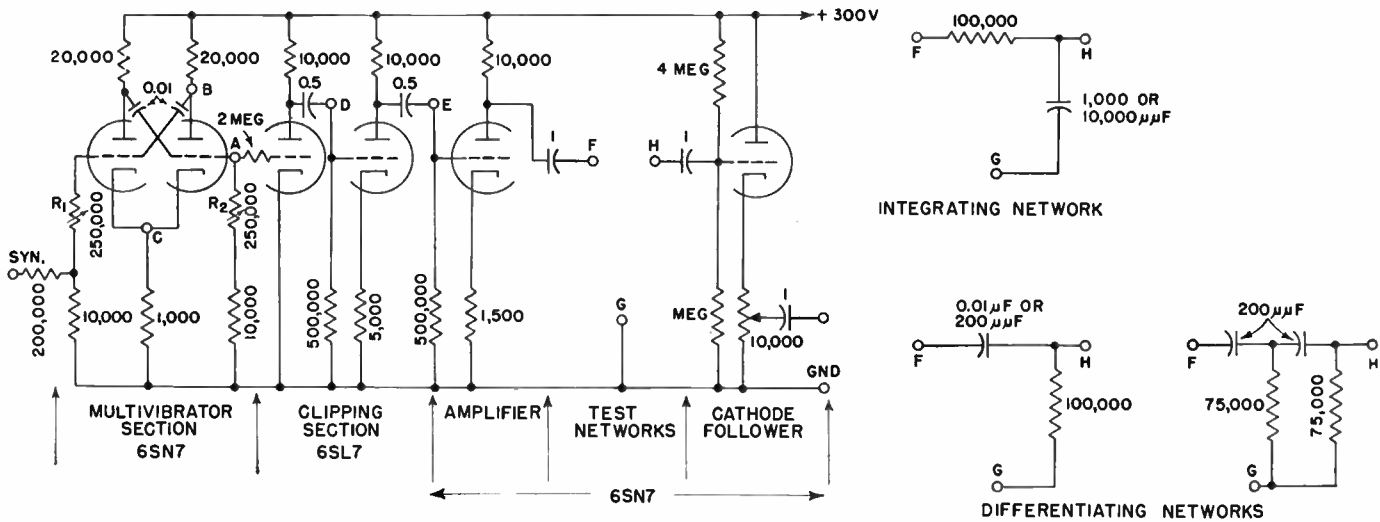 + 300V
20,000
20,000
10,000
10,000
10,000
4 MEG
0.01
B
0.5
D
0.5
E
2 MEG
A
I
F
H
I
R1
250,000
R2
250,000
C
SYN.
200,000
10,000
1,000
10,000
500,000
5,000
500,000
1,500
G
MEG
10,000
I
GND
MULTIVIBRATOR
SECTION
6SN7
CLIPPING
SECTION
6SL7
AMPLIFIER
TEST
NETWORKS
CATHODE
FOLLOWER
6SN7
100,000
F
H
1,000 OR
10,000 μμF
G
INTEGRATING NETWORK
0.01 μF OR
200 μμF
F
H
100,000
G
200 μμF
F
H
75,000
75,000
G
DIFFERENTIATING NETWORKS